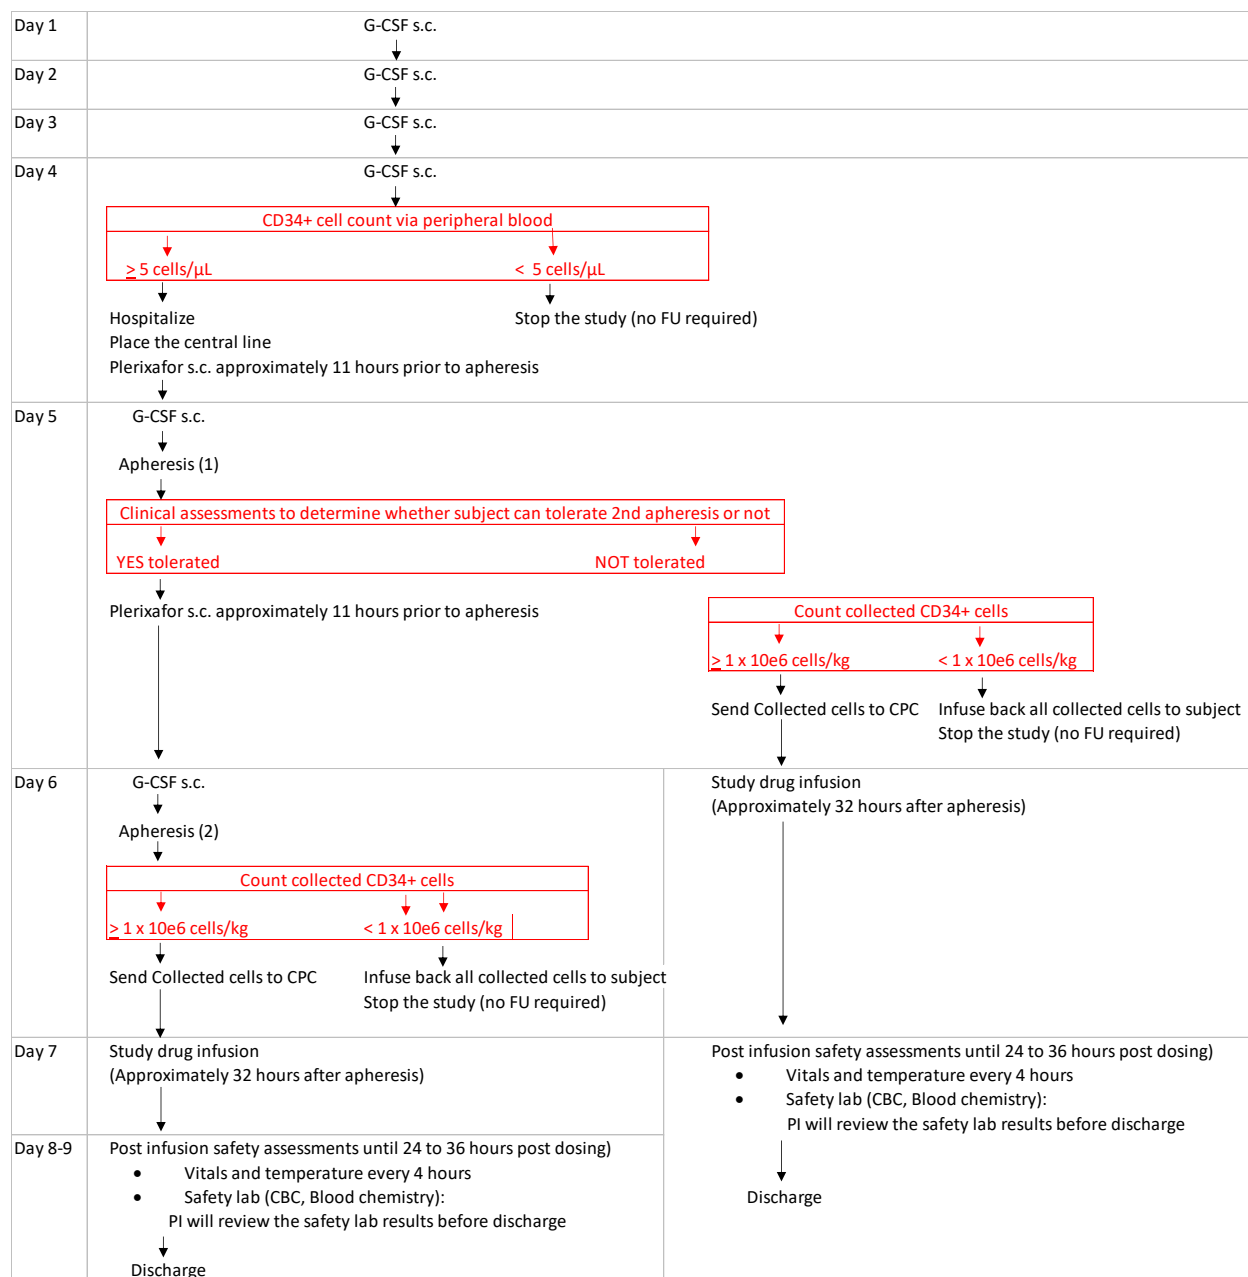 Day 1
G-CSF s.c.
Day 2
G-CSF s.c.
Day 3
G-CSF s.c.
Day 4
G-CSF s.c.
CD34+ cell count via peripheral blood
≥ 5 cells/µL
< 5 cells/µL
Hospitalize
Place the central line
Plerixafor s.c. approximately 11 hours prior to apheresis
Stop the study (no FU required)
Day 5
G-CSF s.c.
Apheresis (1)
Clinical assessments to determine whether subject can tolerate 2nd apheresis or not
YES tolerated
NOT tolerated
Plerixafor s.c. approximately 11 hours prior to apheresis
Count collected CD34+ cells
≥ 1 x 10e6 cells/kg
< 1 x 10e6 cells/kg
Send Collected cells to CPC
Infuse back all collected cells to subject
Stop the study (no FU required)
Day 6
G-CSF s.c.
Apheresis (2)
Count collected CD34+ cells
≥ 1 x 10e6 cells/kg
< 1 x 10e6 cells/kg
Send Collected cells to CPC
Infuse back all collected cells to subject
Stop the study (no FU required)
Study drug infusion
(Approximately 32 hours after apheresis)
Day 7
Study drug infusion
(Approximately 32 hours after apheresis)
Post infusion safety assessments until 24 to 36 hours post dosing)
• Vitals and temperature every 4 hours
• Safety lab (CBC, Blood chemistry):
PI will review the safety lab results before discharge
Discharge
Day 8-9
Post infusion safety assessments until 24 to 36 hours post dosing)
• Vitals and temperature every 4 hours
• Safety lab (CBC, Blood chemistry):
PI will review the safety lab results before discharge
Discharge